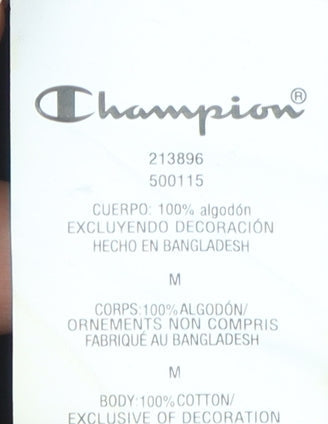 Champion®
213896
500115
CUERPO: 100% algodón
EXCLUYENDO DECORACIÓN
HECHO EN BANGLADESH
M
CORPS:100%ALGODÓN/
ORNEMENTS NON COMPRIS
FABRIQUÉ AU BANGLADESH
M
BODY:100%COTTON/
EXCLUSIVE OF DECORATION